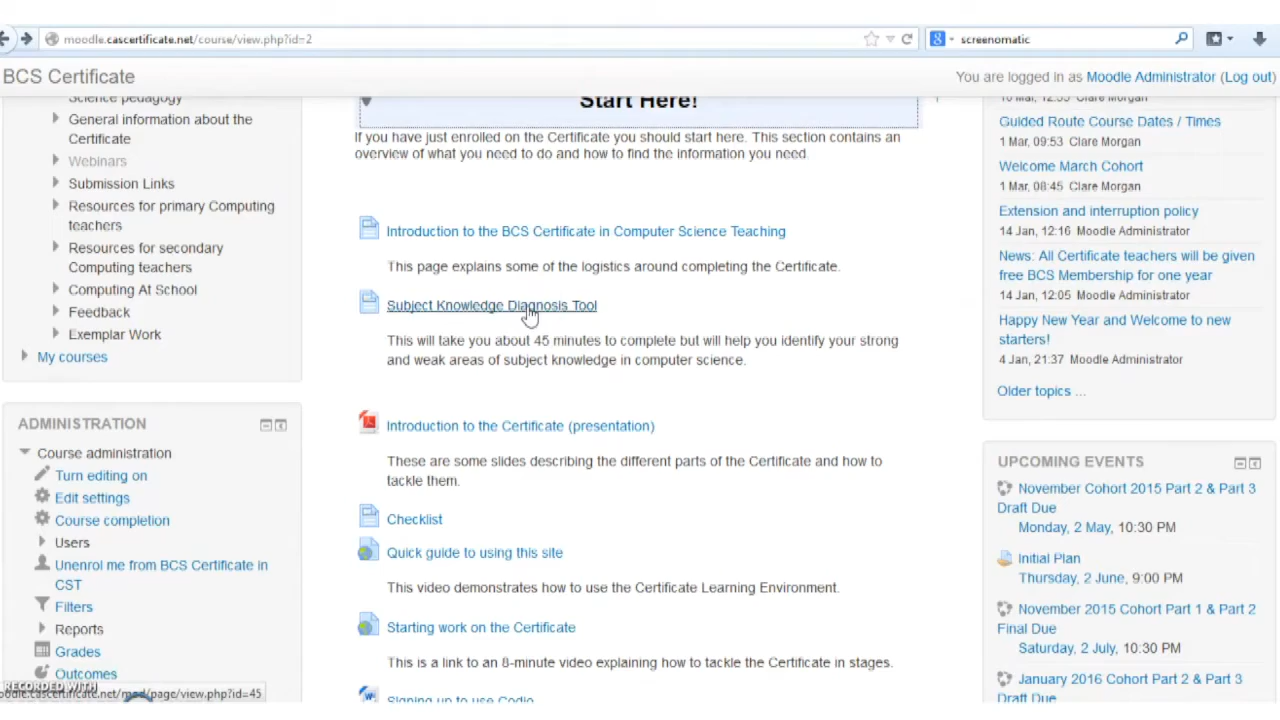 moodle.cascertificate.net/course/view.php?id=2
screenomatic
BCS Certificate
You are logged in as Moodle Administrator (Log out)
Science pedagogy
General information about the
Certificate
Webinars
Submission Links
Resources for primary Computing
teachers
Resources for secondary
Computing teachers
Computing At School
Feedback
Exemplar Work
My courses
ADMINISTRATION
Course administration
Turn editing on
Edit settings
Course completion
Users
Unenrol me from BCS Certificate in
CST
Filters
Reports
Grades
Outcomes
RECORDED WITH
oodle.cascertificate.net/mod/page/view.php?id=45
Start Here!
If you have just enrolled on the Certificate you should start here. This section contains an
overview of what you need to do and how to find the information you need.
Introduction to the BCS Certificate in Computer Science Teaching
This page explains some of the logistics around completing the Certificate.
Subject Knowledge Diagnosis Tool
This will take you about 45 minutes to complete but will help you identify your strong
and weak areas of subject knowledge in computer science.
Introduction to the Certificate (presentation)
These are some slides describing the different parts of the Certificate and how to
tackle them.
Checklist
Quick guide to using this site
This video demonstrates how to use the Certificate Learning Environment.
Starting work on the Certificate
This is a link to an 8-minute video explaining how to tackle the Certificate in stages.
Signing up to use Codio
10 Mar, 12:55 Clare Morgan
Guided Route Course Dates / Times
1 Mar, 09:53 Clare Morgan
Welcome March Cohort
1 Mar, 08:45 Clare Morgan
Extension and interruption policy
14 Jan, 12:16 Moodle Administrator
News: All Certificate teachers will be given
free BCS Membership for one year
14 Jan, 12:05 Moodle Administrator
Happy New Year and Welcome to new
starters!
4 Jan, 21:37 Moodle Administrator
Older topics ...
UPCOMING EVENTS
November Cohort 2015 Part 2 & Part 3
Draft Due
Monday, 2 May, 10:30 PM
Initial Plan
Thursday, 2 June, 9:00 PM
November 2015 Cohort Part 1 & Part 2
Final Due
Saturday, 2 July, 10:30 PM
January 2016 Cohort Part 2 & Part 3
Draft Due